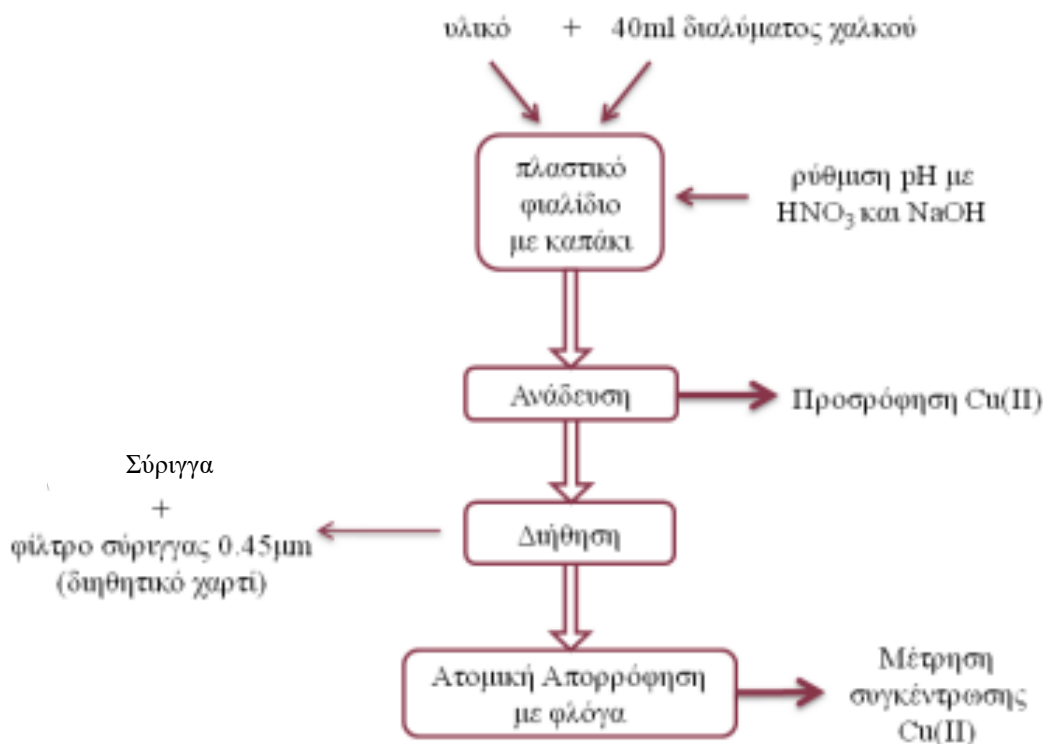 υλικό + 40ml διαλύματος χαλκού
πλαστικό
φιαλίδιο
με καπάκι
ρύθμιση pH με
HNO₃ και NaOH
Ανάδευση
Προσρόφηση Cu(II)
Σύριγγα
+
φίλτρο σύριγγας 0.45μm
(διηθητικό χαρτί)
Διήθηση
Ατομική Απορρόφηση
με φλόγα
Μέτρηση
συγκέντρωσης
Cu(II)